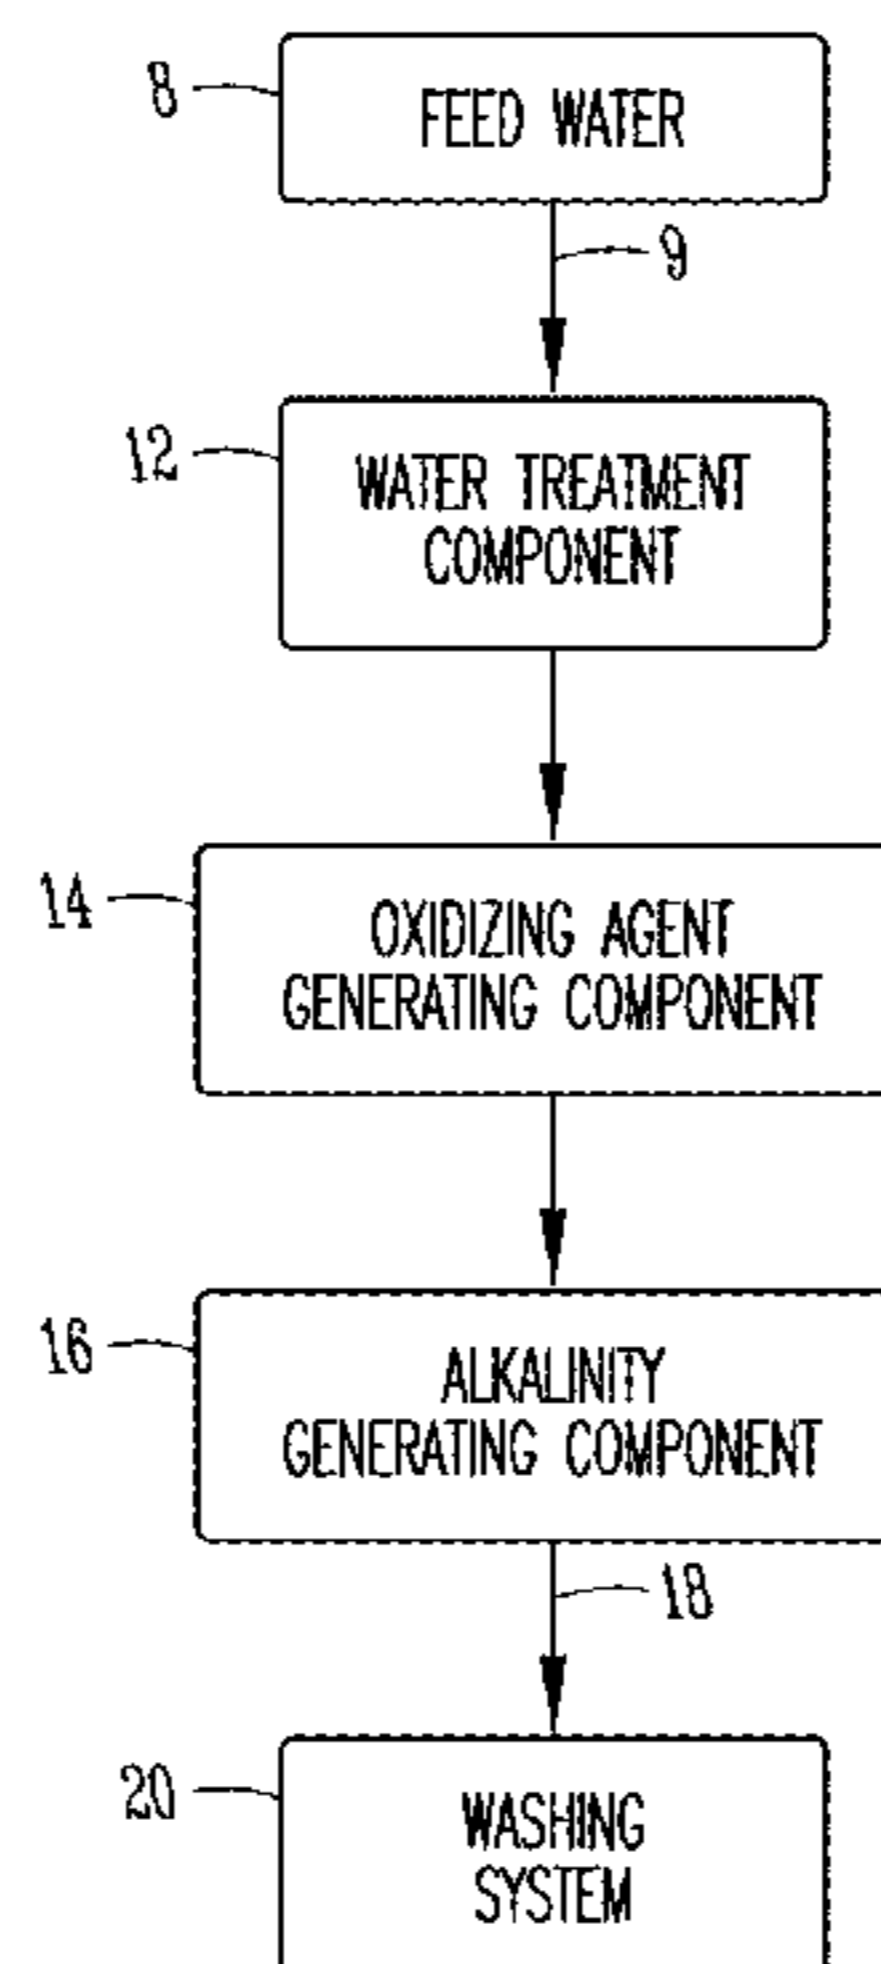 8
FEED WATER
9
12
WATER TREATMENT
COMPONENT
14
OXIDIZING AGENT
GENERATING COMPONENT
16
ALKALINITY
GENERATING COMPONENT
18
20
WASHING
SYSTEM